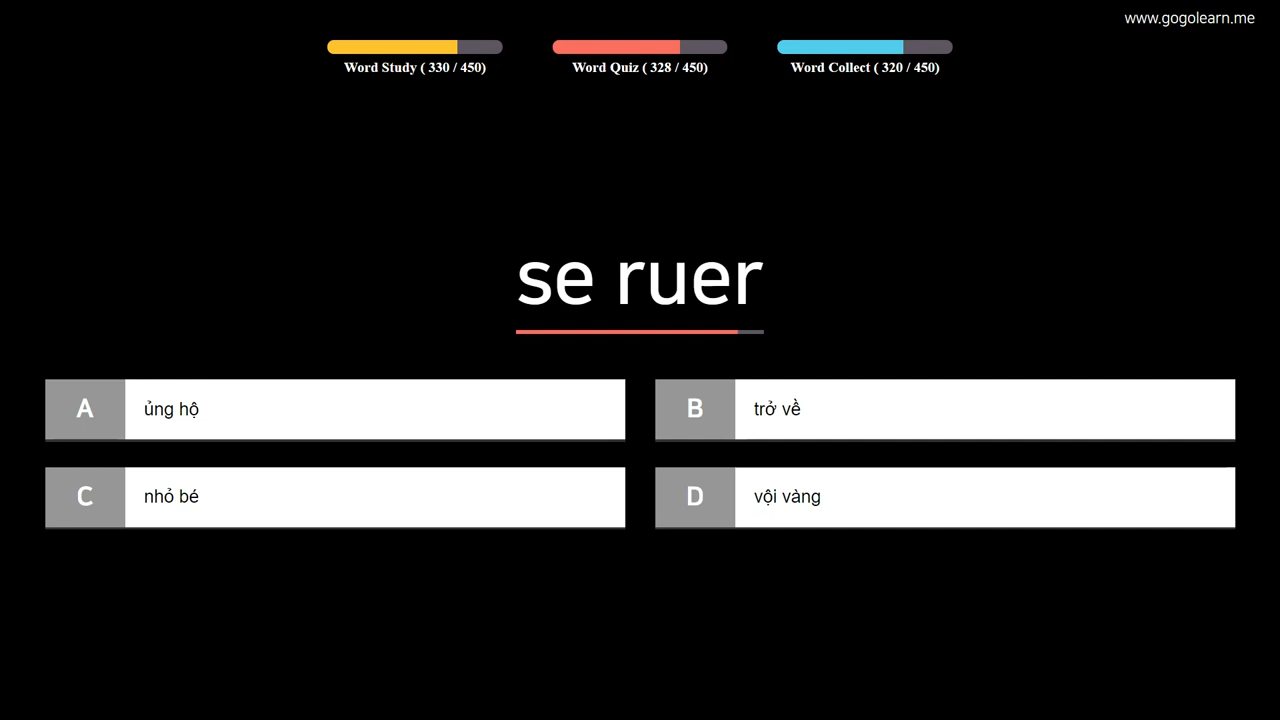 www.gogolearn.me
Word Study ( 330 / 450)
Word Quiz ( 328 / 450)
Word Collect ( 320 / 450)
se ruer
A ủng hộ
B trở về
C nhỏ bé
D vội vàng